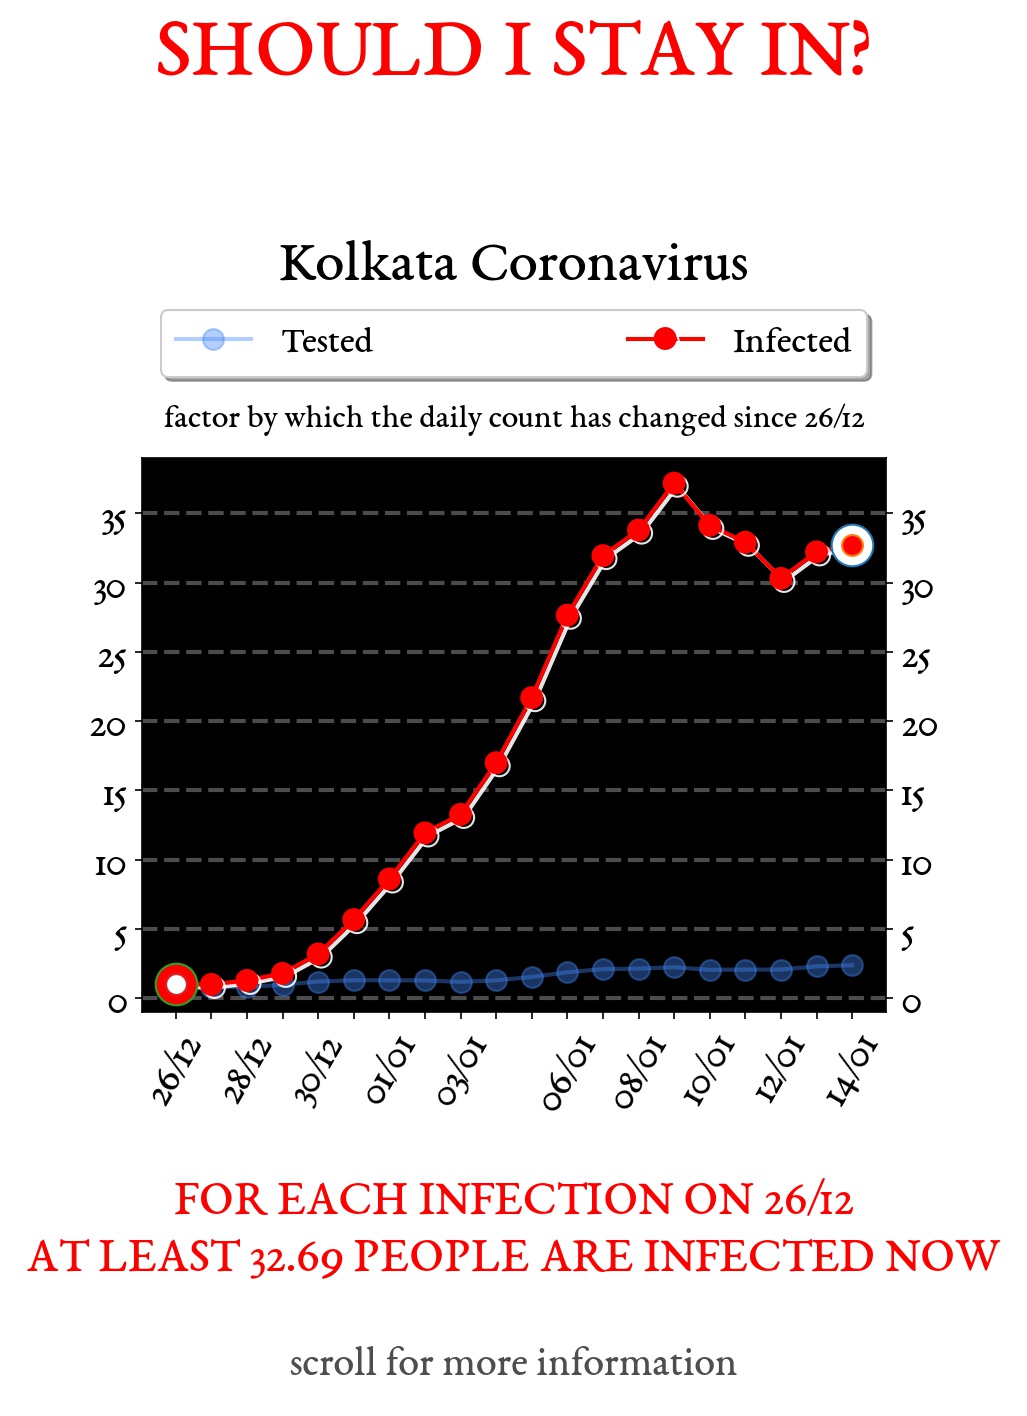 SHOULD I STAY IN?
Kolkata Coronavirus
Tested Infected
factor by which the daily count has changed since 26/12
35 35
30 30
25 25
20 20
15 15
10 10
5 5
0 0
26/12 28/12 30/12 01/01 03/01 06/01 08/01 10/01 12/01 14/01
FOR EACH INFECTION ON 26/12
AT LEAST 32.69 PEOPLE ARE INFECTED NOW
scroll for more information